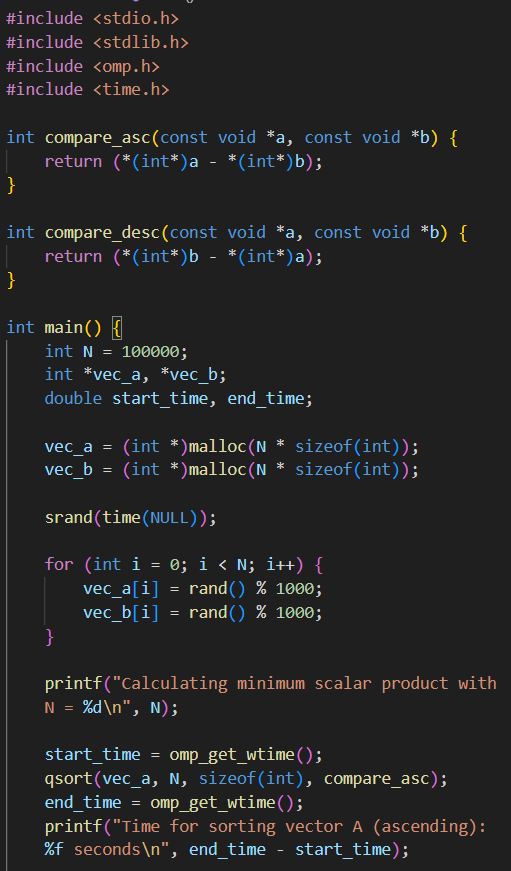 #include <stdio.h>
#include <stdlib.h>
#include <omp.h>
#include <time.h>
int compare_asc(const void *a, const void *b) {
    return (*(int*)a - *(int*)b);
}
int compare_desc(const void *a, const void *b) {
    return (*(int*)b - *(int*)a);
}
int main() {
    int N = 100000;
    int *vec_a, *vec_b;
    double start_time, end_time;
    vec_a = (int *)malloc(N * sizeof(int));
    vec_b = (int *)malloc(N * sizeof(int));
    srand(time(NULL));
    for (int i = 0; i < N; i++) {
        vec_a[i] = rand() % 1000;
        vec_b[i] = rand() % 1000;
    }
    printf("Calculating minimum scalar product with
    N = %d\n", N);
    start_time = omp_get_wtime();
    qsort(vec_a, N, sizeof(int), compare_asc);
    end_time = omp_get_wtime();
    printf("Time for sorting vector A (ascending):
    %f seconds\n", end_time - start_time);